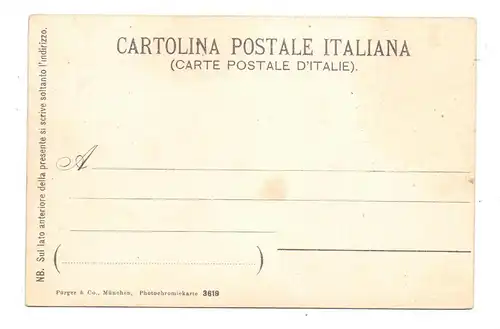 CARTOLINA POSTALE ITALIANA
(CARTE POSTALE D'ITALIE).
NB. Sul lato anteriore della presente si scrive soltanto l'indirizzo.
A
Pürger & Co., München, Photochromiekarte 3619